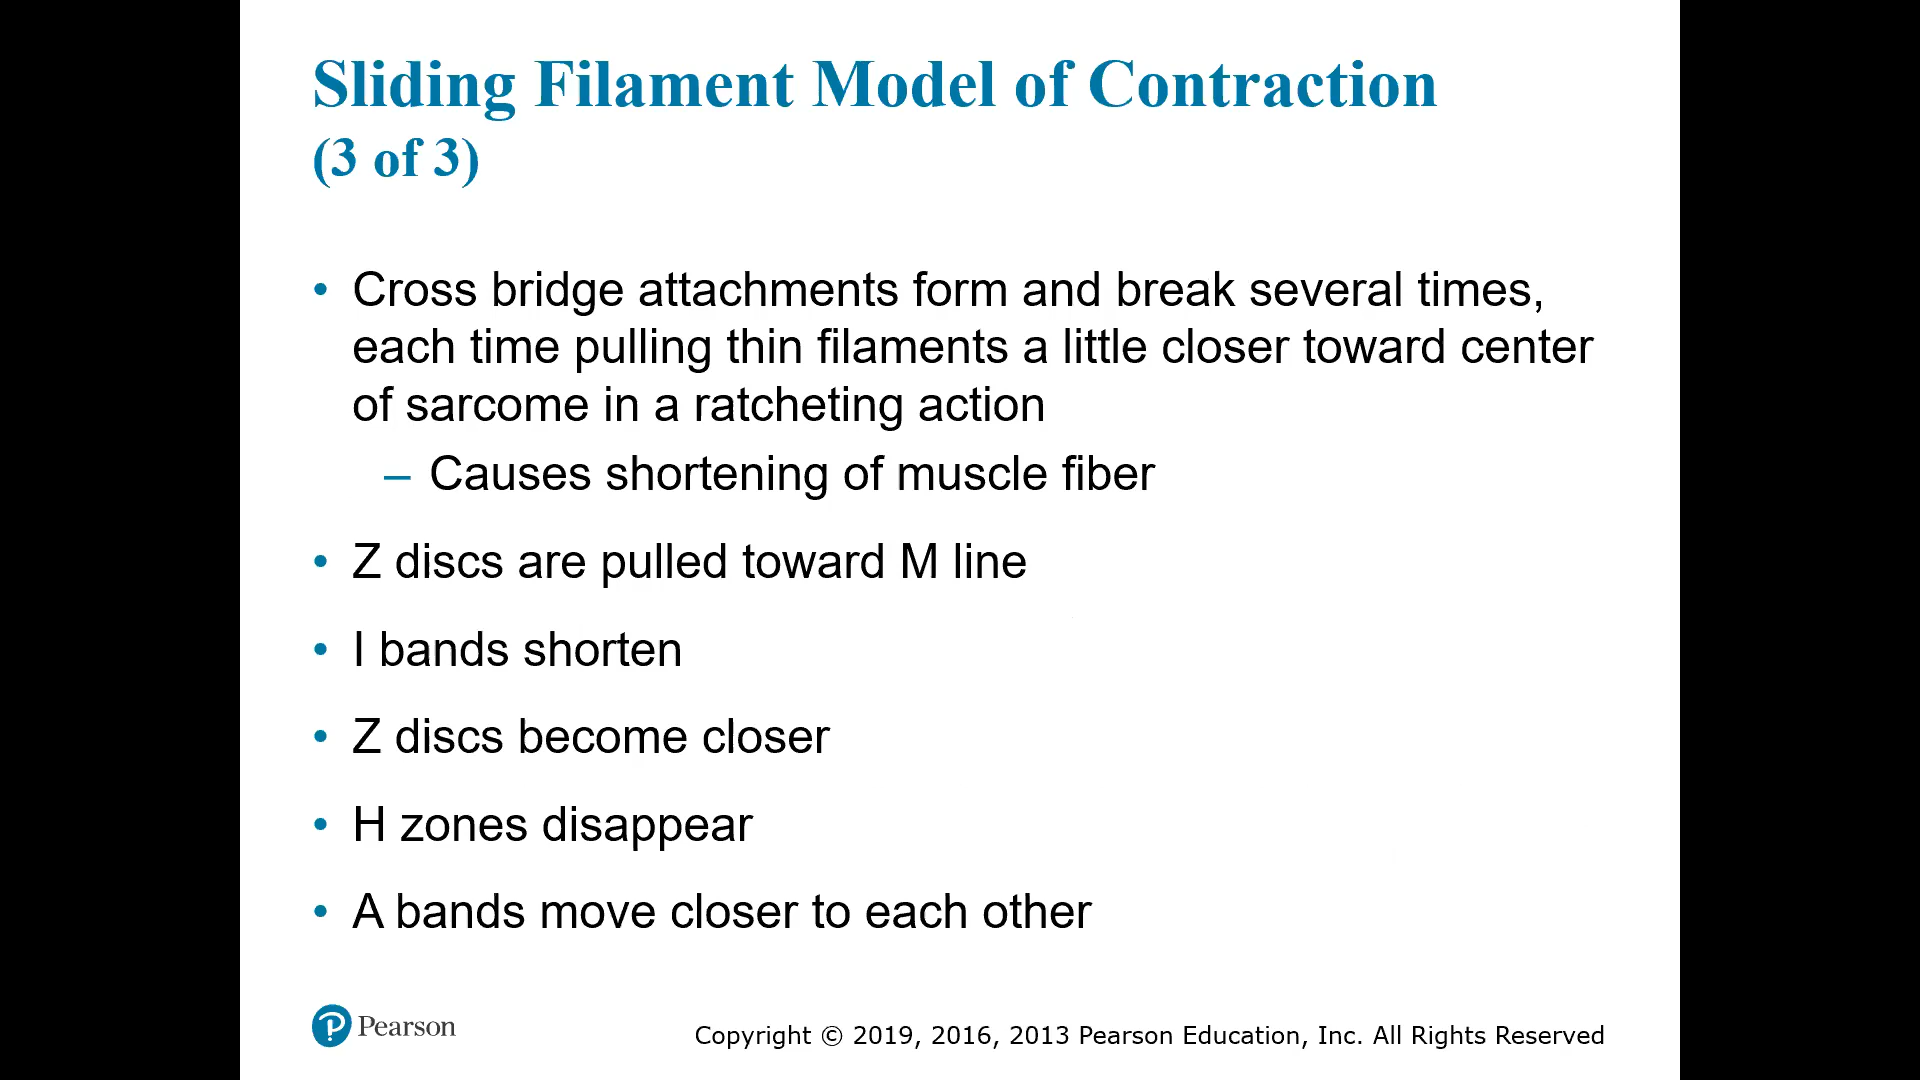 Sliding Filament Model of Contraction
(3 of 3)
• Cross bridge attachments form and break several times,
each time pulling thin filaments a little closer toward center
of sarcome in a ratcheting action
– Causes shortening of muscle fiber
• Z discs are pulled toward M line
• I bands shorten
• Z discs become closer
• H zones disappear
• A bands move closer to each other
Pearson
Copyright © 2019, 2016, 2013 Pearson Education, Inc. All Rights Reserved